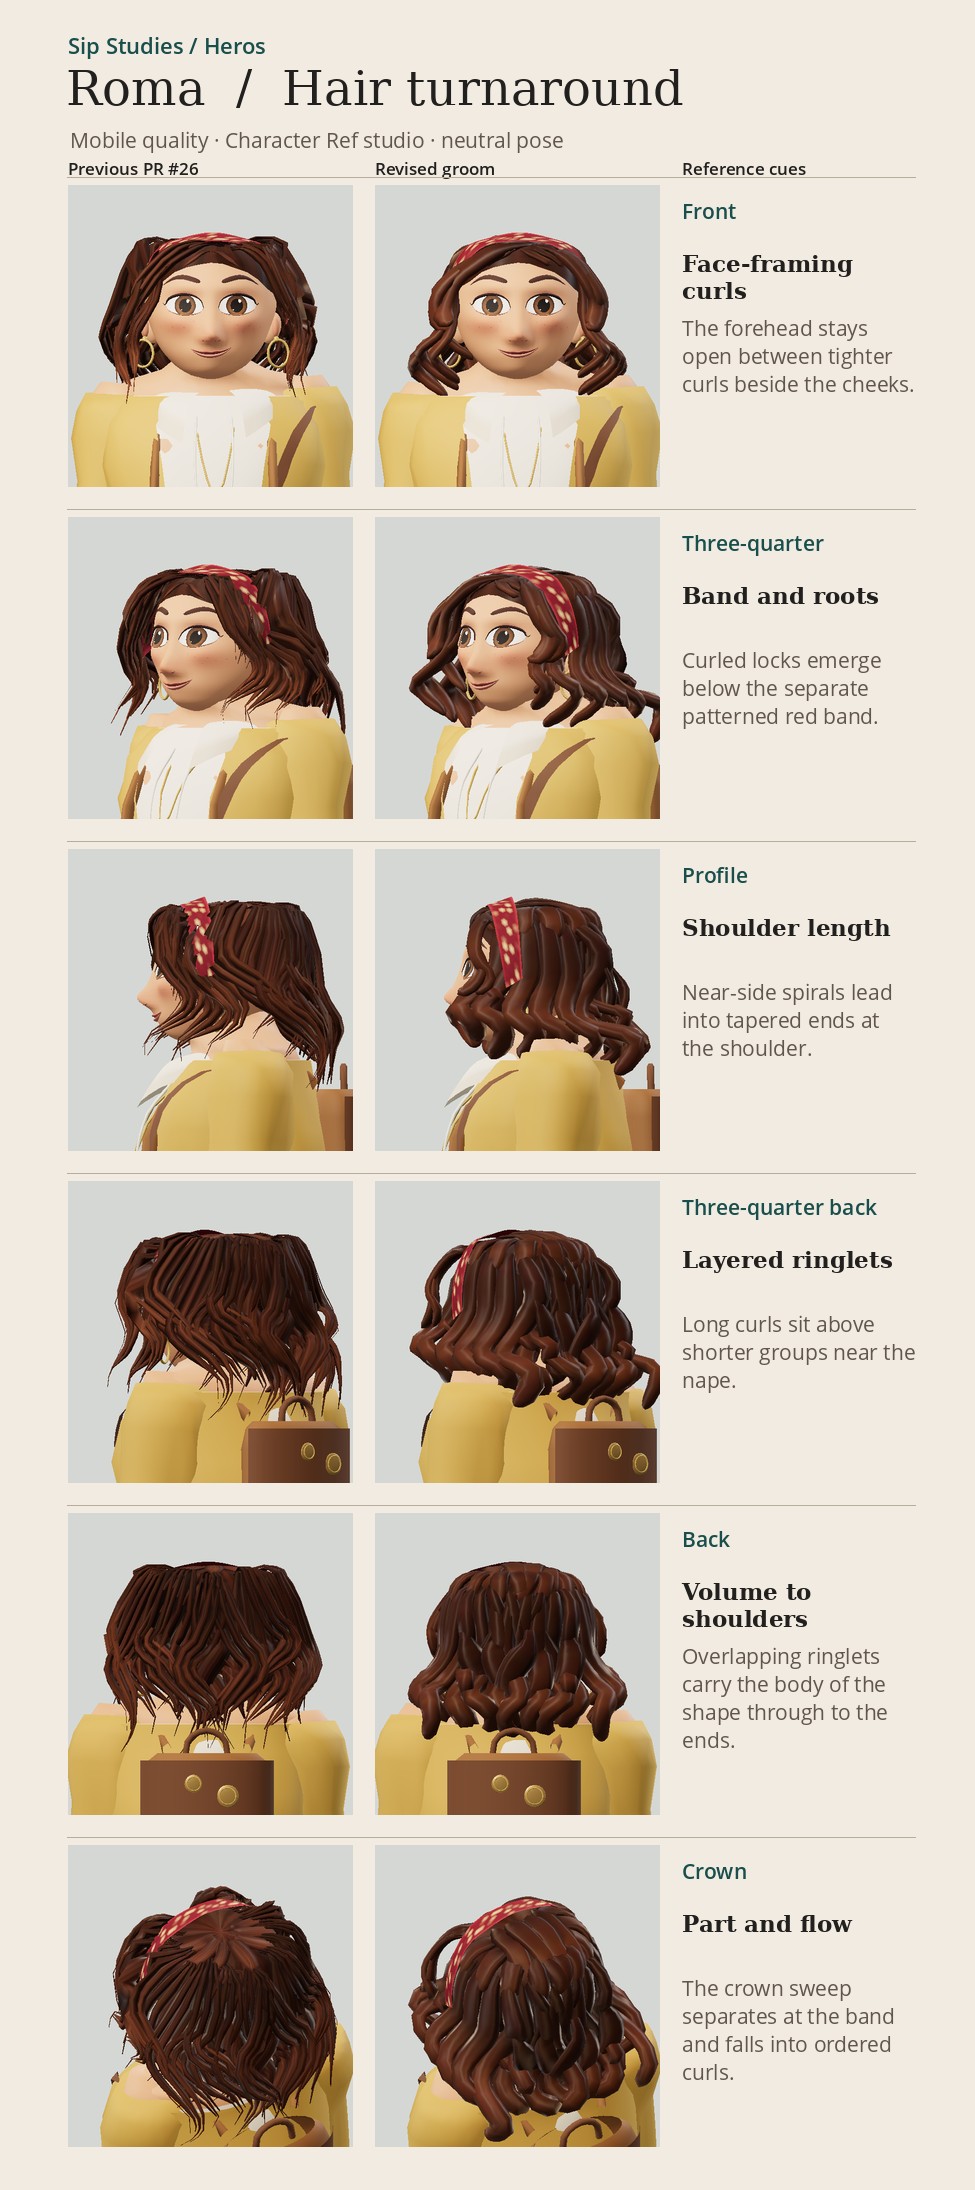 Sip Studies / Heros
Roma / Hair turnaround
Mobile quality · Character Ref studio · neutral pose
Previous PR #26
Revised groom
Reference cues
Front
Face-framing
curls
The forehead stays
open between tighter
curls beside the cheeks.
Three-quarter
Band and roots
Curled locks emerge
below the separate
patterned red band.
Profile
Shoulder length
Near-side spirals lead
into tapered ends at
the shoulder.
Three-quarter back
Layered ringlets
Long curls sit above
shorter groups near the
nape.
Back
Volume to
shoulders
Overlapping ringlets
carry the body of the
shape through to the
ends.
Crown
Part and flow
The crown sweep
separates at the band
and falls into ordered
curls.